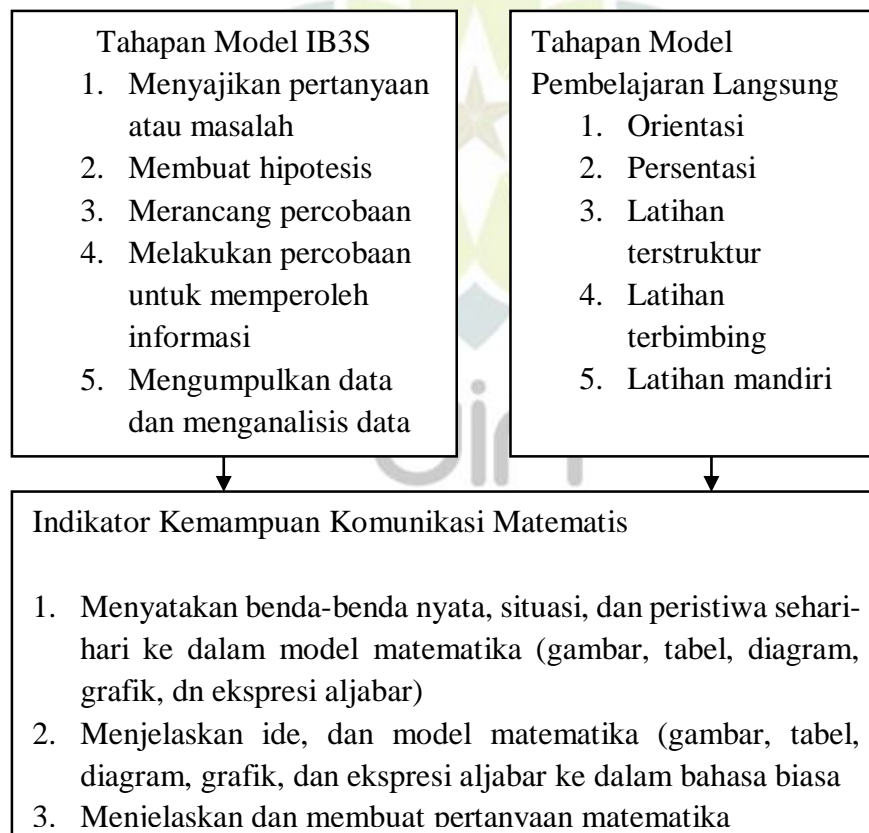 Tahapan Model IB3S
1. Menyajikan pertanyaan
atau masalah
2. Membuat hipotesis
3. Merancang percobaan
4. Melakukan percobaan
untuk memperoleh
informasi
5. Mengumpulkan data
dan menganalisis data
Tahapan Model
Pembelajaran Langsung
1. Orientasi
2. Persentasi
3. Latihan
terstruktur
4. Latihan
terbimbing
5. Latihan mandiri
uin
Indikator Kemampuan Komunikasi Matematis
1. Menyatakan benda-benda nyata, situasi, dan peristiwa sehari-
hari ke dalam model matematika (gambar, tabel, diagram,
grafik, dn ekspresi aljabar)
2. Menjelaskan ide, dan model matematika (gambar, tabel,
diagram, grafik, dan ekspresi aljabar ke dalam bahasa biasa
3. Menjelaskan dan membuat pertanyaan matematika